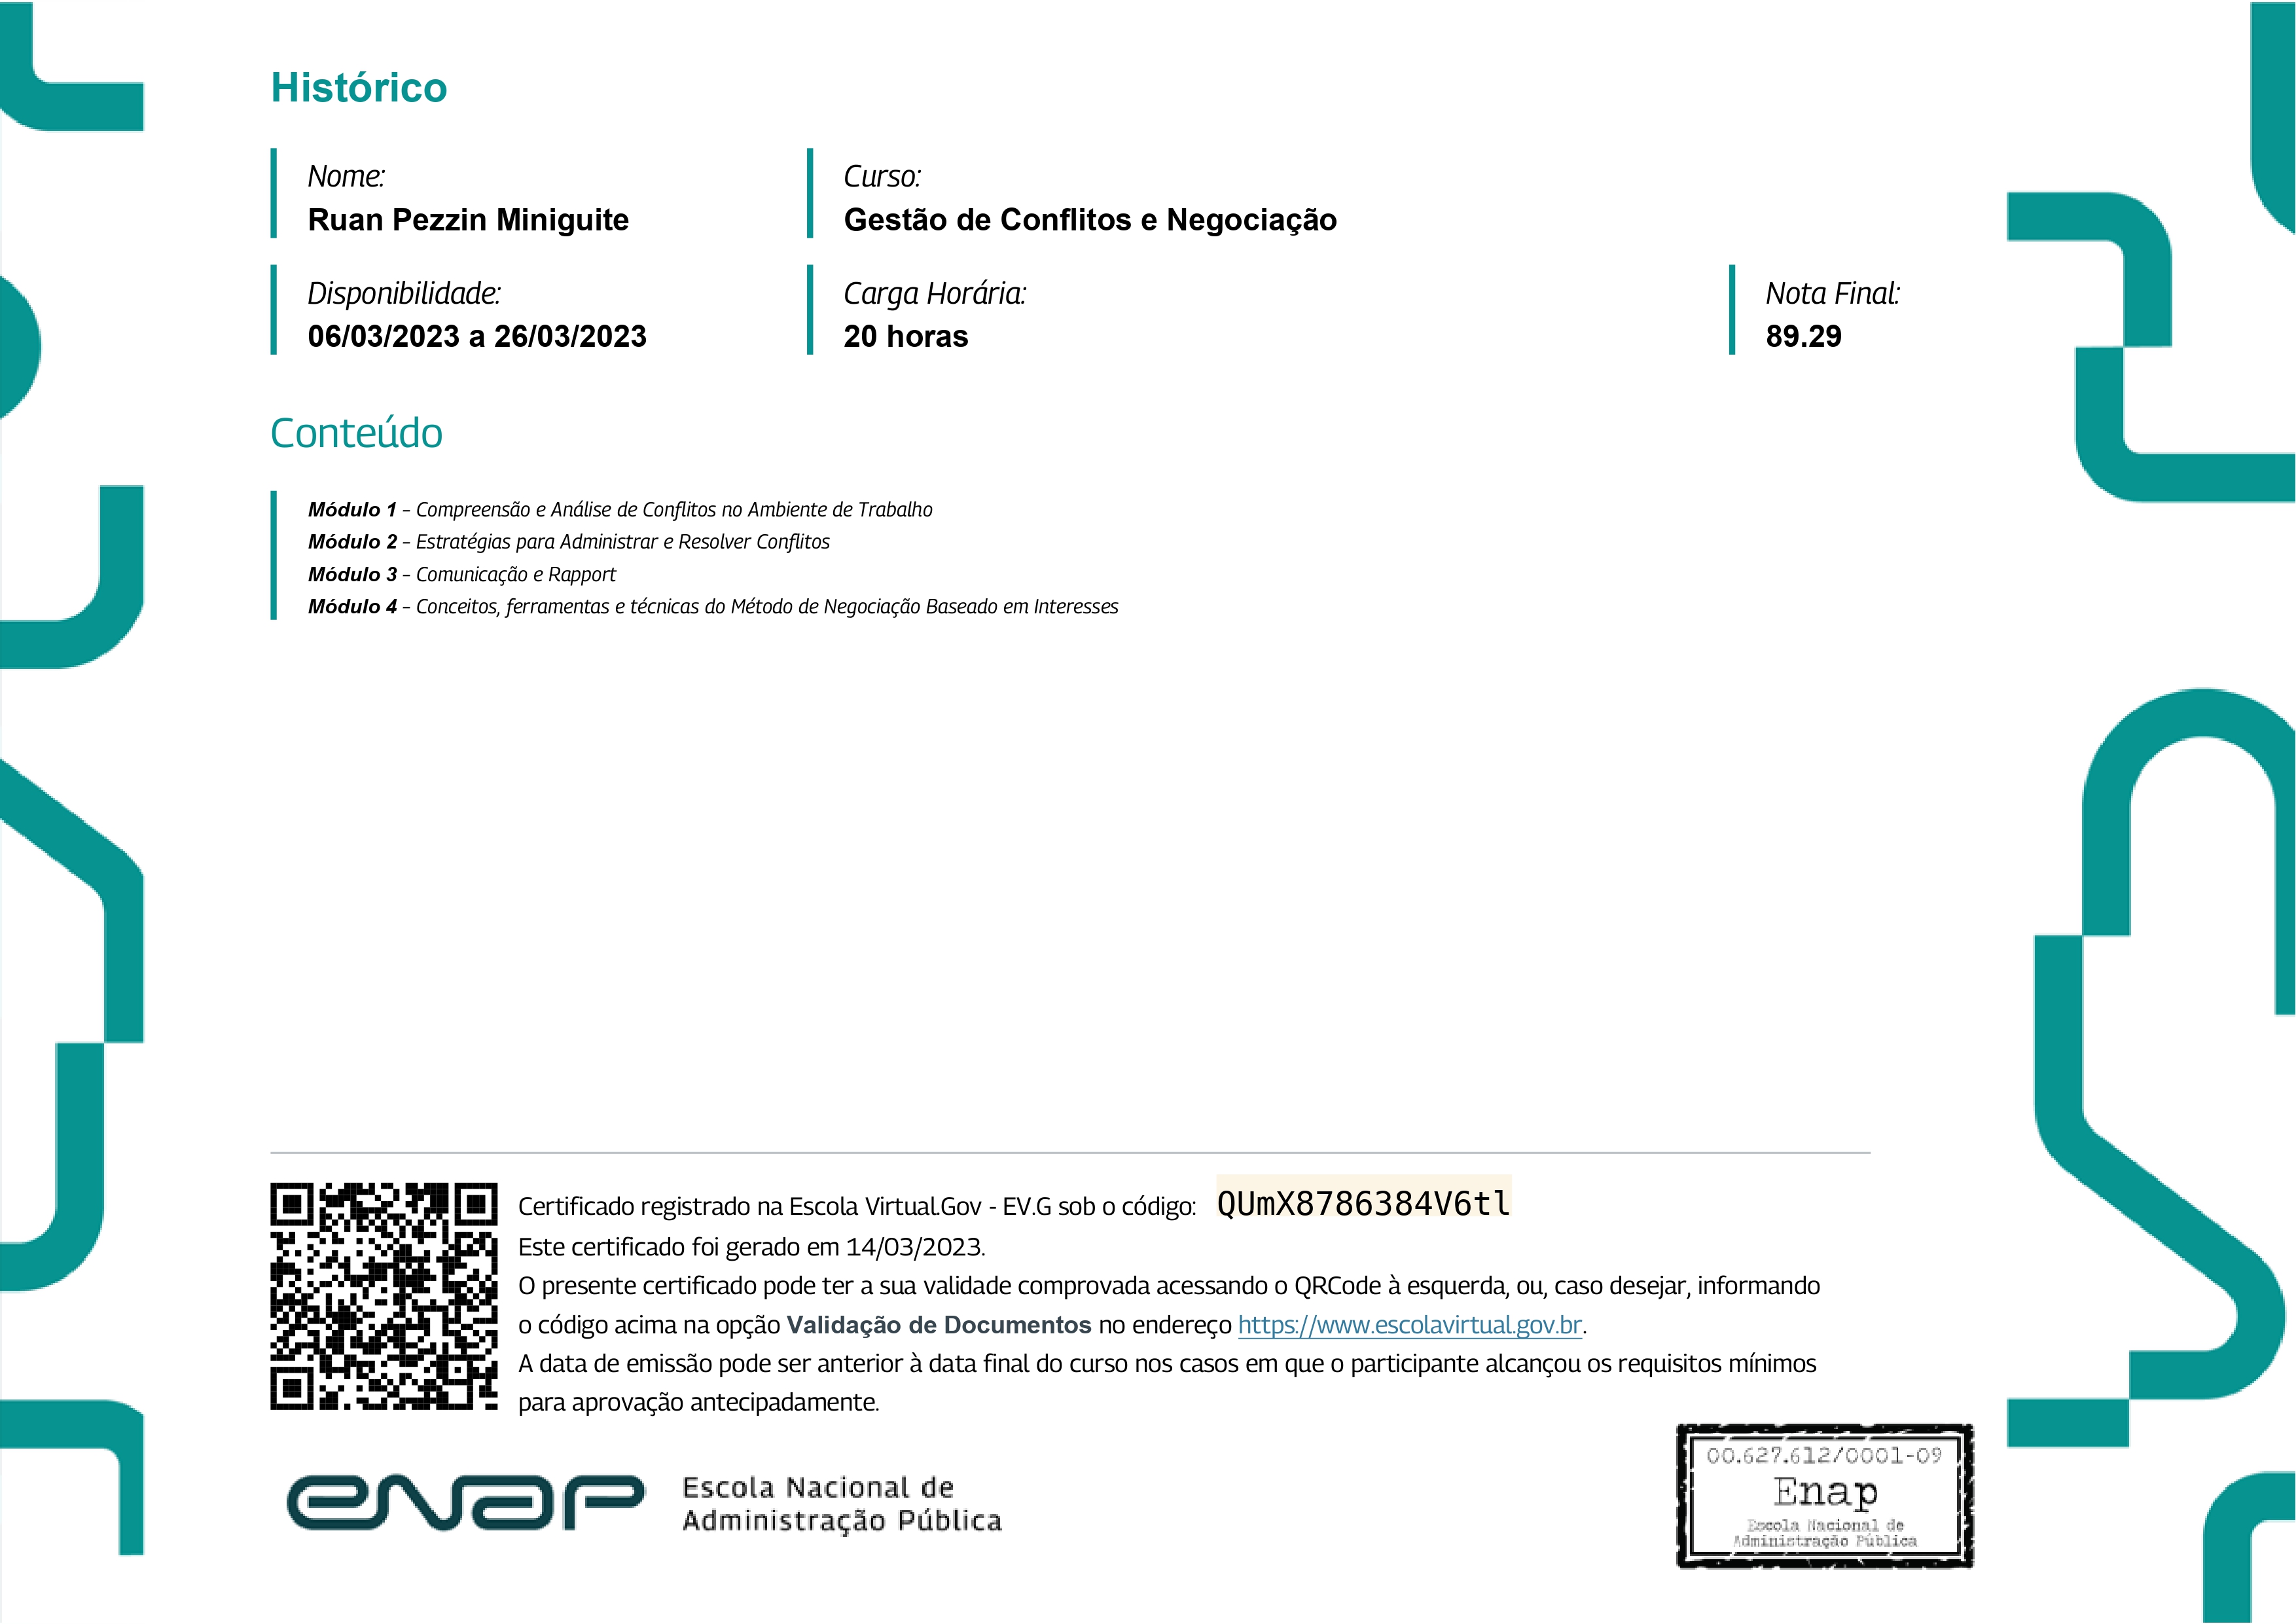 Histórico
Nome:
Ruan Pezzin Miniguite
Curso:
Gestão de Conflitos e Negociação
Disponibilidade:
06/03/2023 a 26/03/2023
Carga Horária:
20 horas
Nota Final:
89.29
Conteúdo
Módulo 1 – Compreensão e Análise de Conflitos no Ambiente de Trabalho
Módulo 2 – Estratégias para Administrar e Resolver Conflitos
Módulo 3 – Comunicação e Rapport
Módulo 4 – Conceitos, ferramentas e técnicas do Método de Negociação Baseado em Interesses
Certificado registrado na Escola Virtual.Gov - EV.G sob o código: QUmX8786384V6tl
Este certificado foi gerado em 14/03/2023.
O presente certificado pode ter a sua validade comprovada acessando o QRCode à esquerda, ou, caso desejar, informando
o código acima na opção Validação de Documentos no endereço https://www.escolavirtual.gov.br.
A data de emissão pode ser anterior à data final do curso nos casos em que o participante alcançou os requisitos mínimos
para aprovação antecipadamente.
enap
Escola Nacional de
Administração Pública
00.627.612/0001-09
Enap
Escola Nacional de
Administração Pública